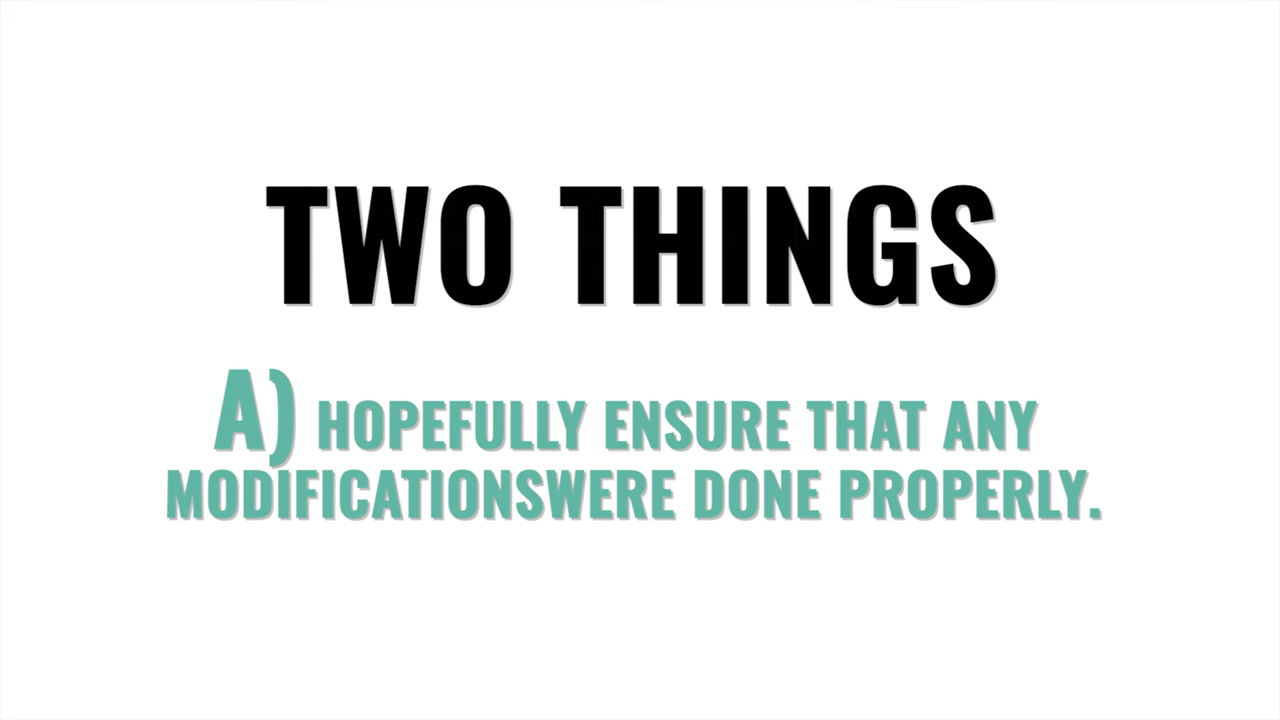 TWO THINGS
A) HOPEFULLY ENSURE THAT ANY
MODIFICATIONSWERE DONE PROPERLY.